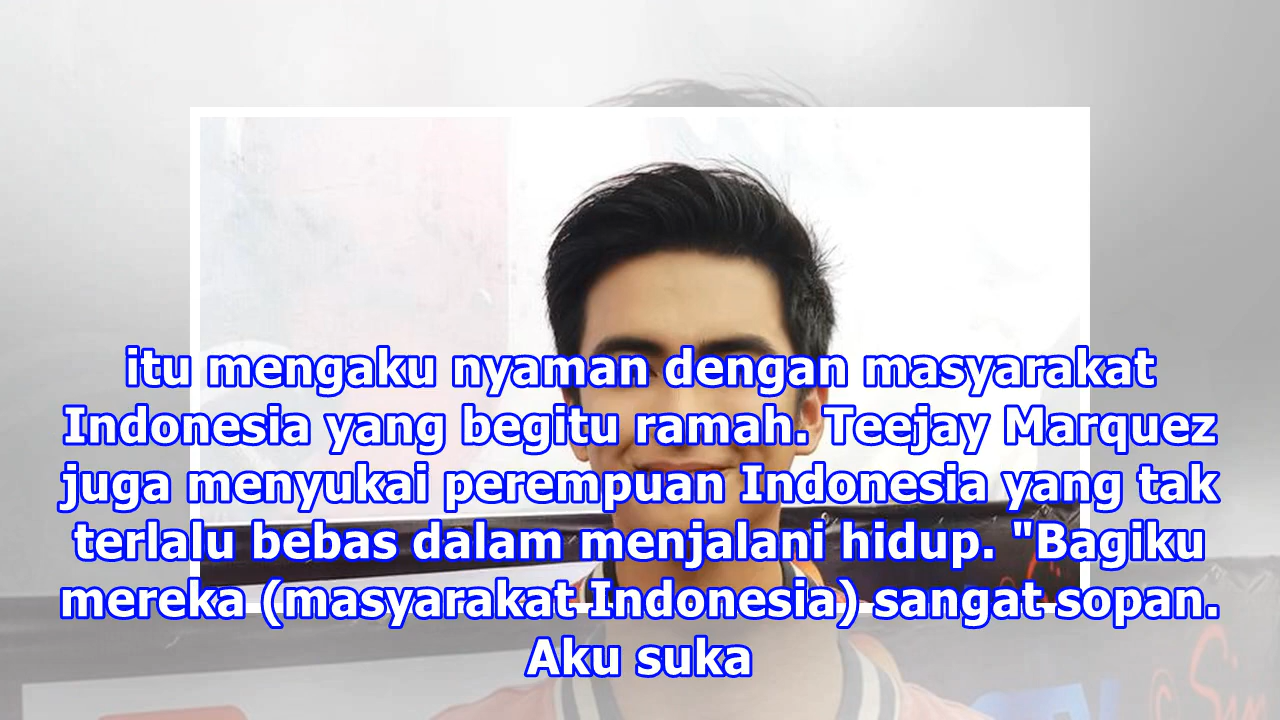 itu mengaku nyaman dengan masyarakat
Indonesia yang begitu ramah. Teejay Marquez
juga menyukai perempuan Indonesia yang tak
terlalu bebas dalam menjalani hidup. "Bagiku
mereka (masyarakat Indonesia) sangat sopan.
Aku suka